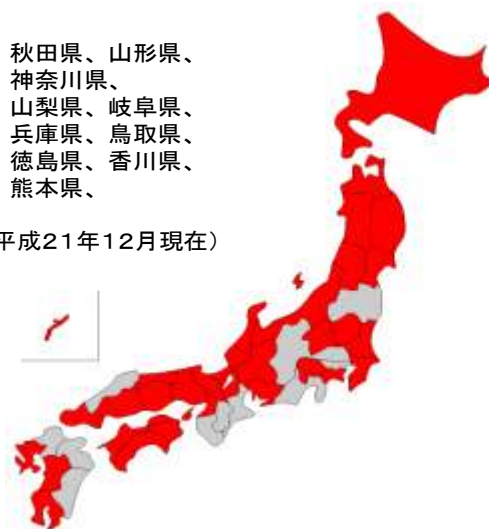 秋田県、山形県、
神奈川県、
山梨県、岐阜県、
兵庫県、鳥取県、
徳島県、香川県、
熊本県、
平成21年12月現在)